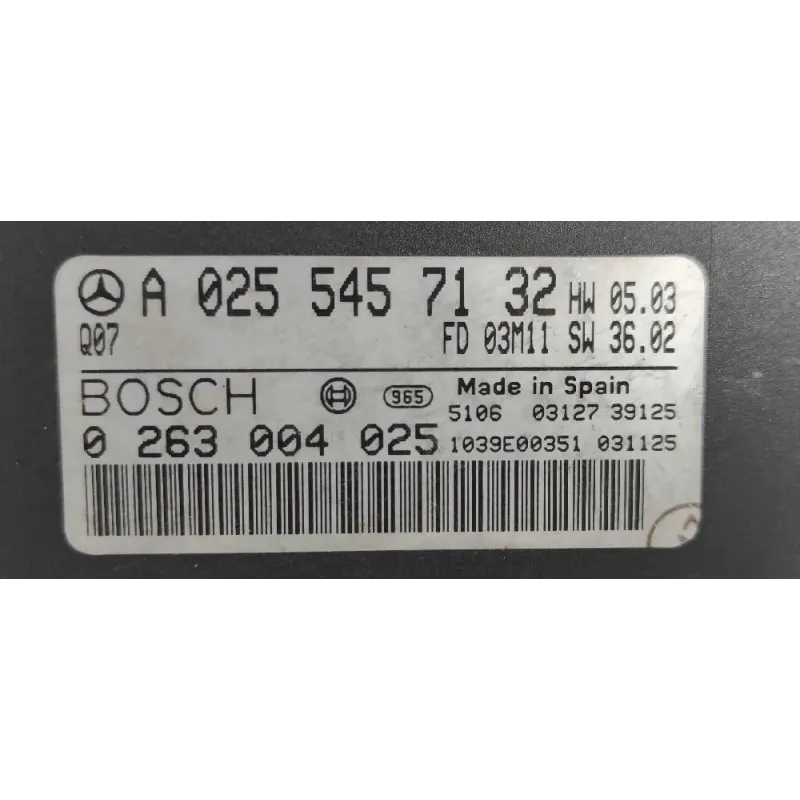 A 025 545 71 32 HW 05.03
Q07 FD 03M11 SW 36.02
BOSCH 965 Made in Spain
5106 03127 39125
0 263 004 025 1039E00351 031125